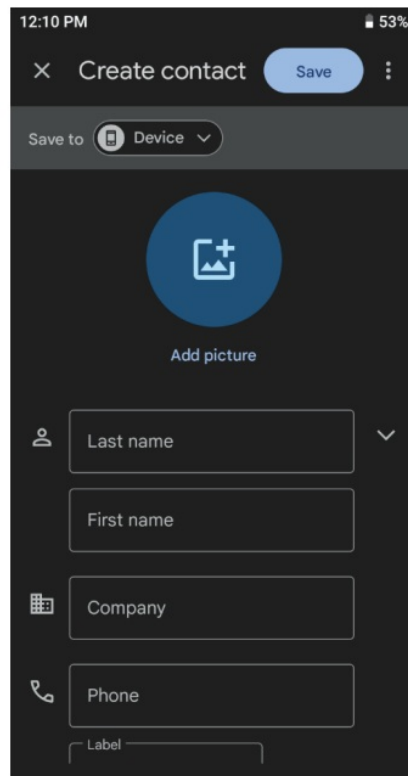 12:10 PM 53%
Create contact Save
Save to Device
Add picture
Last name
First name
Company
Phone
Label